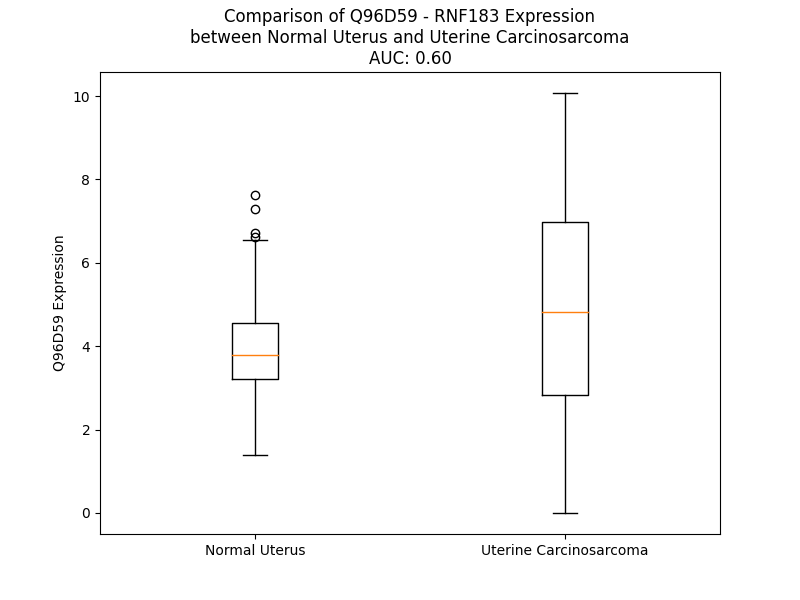 Comparison of Q96D59 - RNF183 Expression
between Normal Uterus and Uterine Carcinosarcoma
AUC: 0.60
10
8
6
4
2
0
Q96D59 Expression
Normal Uterus
Uterine Carcinosarcoma